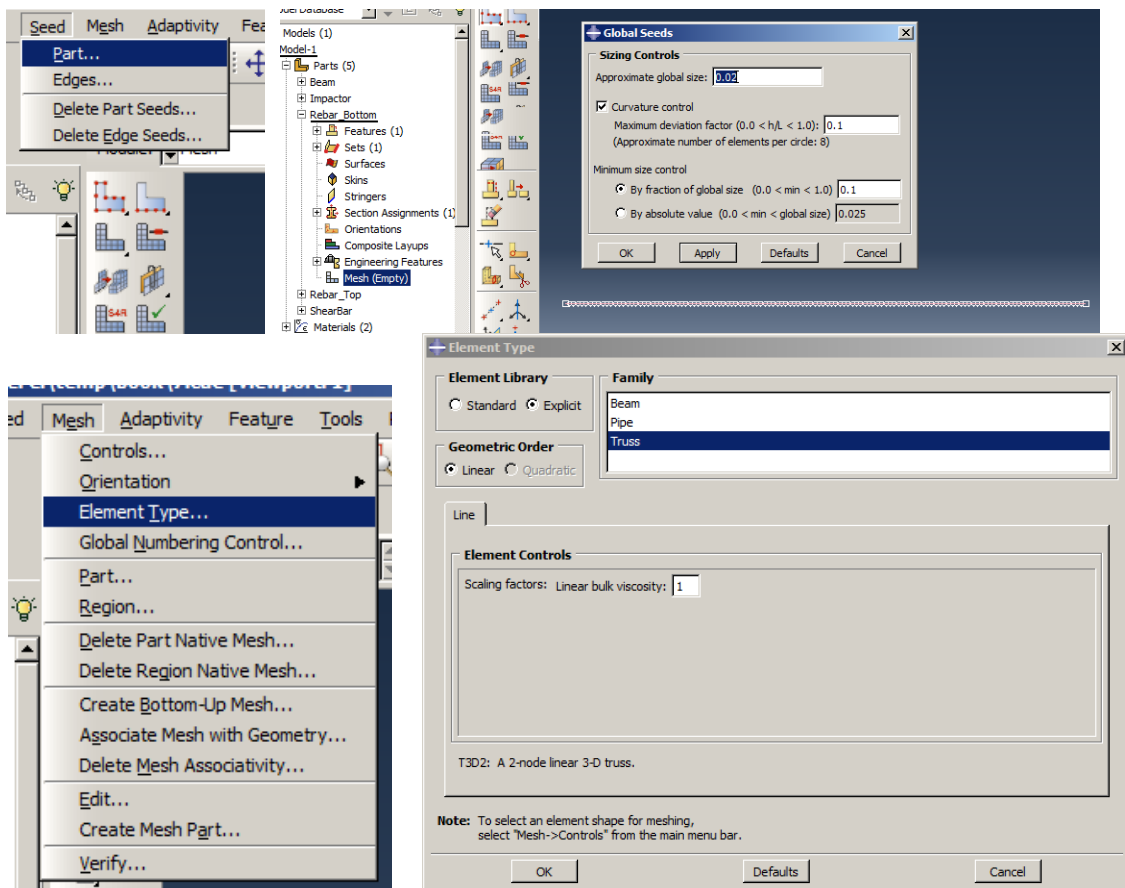 Seed Mesh Adaptivity
Part...
Edges...
Delete Part Seeds...
Delete Edge Seeds...
S4R
Models (1)
Model-1
Parts (5)
Beam
Impactor
Rebar_Bottom
Features (1)
Sets (1)
Surfaces
Skins
Stringers
Section Assignments (1)
Orientations
Composite Layups
Engineering Features
Mesh (Empty)
Rebar_Top
ShearBar
Materials (2)
S4R
Global Seeds
Sizing Controls
Approximate global size: 0.02
Curvature control
Maximum deviation factor (0.0 < h/L < 1.0): 0.1
(Approximate number of elements per circle: 8)
Minimum size control
By fraction of global size (0.0 < min < 1.0) 0.1
By absolute value (0.0 < min < global size) 0.025
OK Apply Defaults Cancel
Mesh Adaptivity Feature Tools
Controls...
Orientation
Element Type...
Global Numbering Control...
Part...
Region...
Delete Part Native Mesh...
Delete Region Native Mesh...
Create Bottom-Up Mesh...
Associate Mesh with Geometry...
Delete Mesh Associativity...
Edit...
Create Mesh Part...
Verify...
Element Type
Element Library
Standard Explicit
Geometric Order
Linear Quadratic
Family
Beam
Pipe
Truss
Line
Element Controls
Scaling factors: Linear bulk viscosity: 1
T3D2: A 2-node linear 3-D truss.
Note: To select an element shape for meshing,
select "Mesh->Controls" from the main menu bar.
OK Defaults Cancel